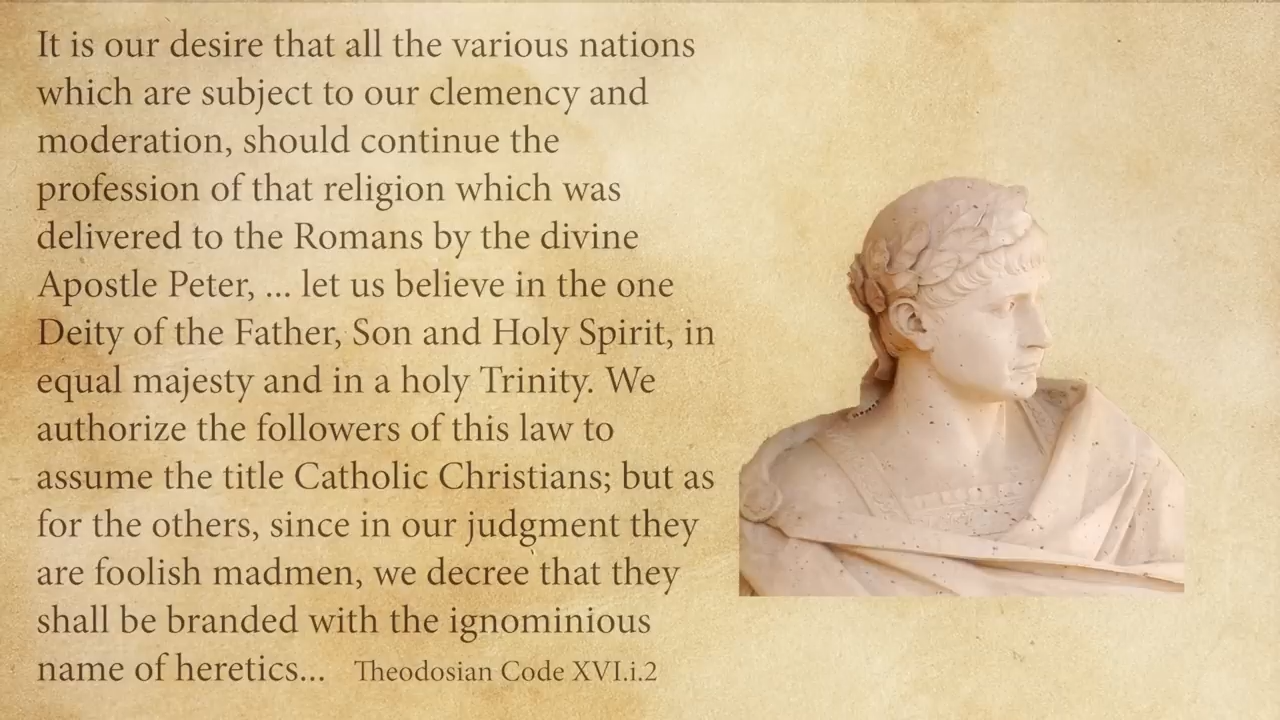 It is our desire that all the various nations
which are subject to our clemency and
moderation, should continue the
profession of that religion which was
delivered to the Romans by the divine
Apostle Peter, ... let us believe in the one
Deity of the Father, Son and Holy Spirit, in
equal majesty and in a holy Trinity. We
authorize the followers of this law to
assume the title Catholic Christians; but as
for the others, since in our judgment they
are foolish madmen, we decree that they
shall be branded with the ignominious
name of heretics... Theodosian Code XVI.i.2